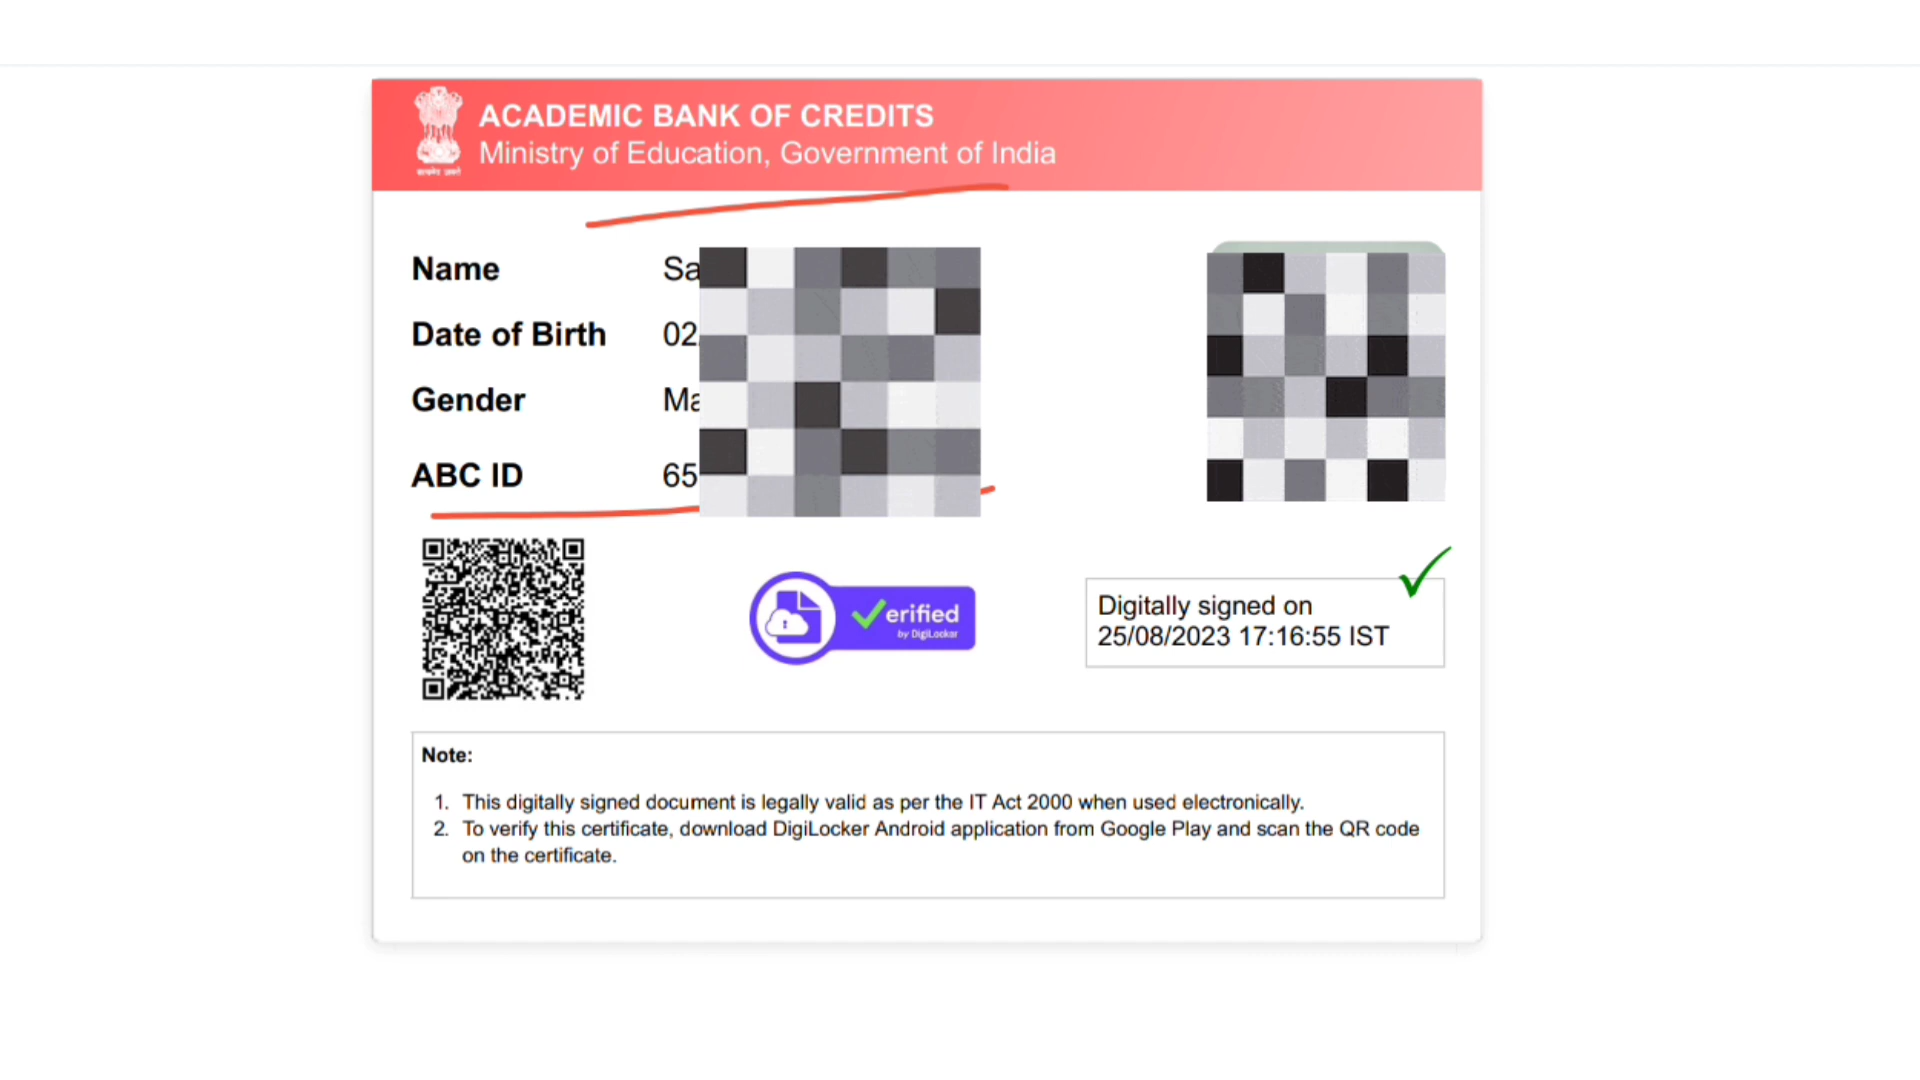 ACADEMIC BANK OF CREDITS
Ministry of Education, Government of India
Name Sa
Date of Birth 02
Gender Ma
ABC ID 65
Verified
by DigiLocker
Digitally signed on
25/08/2023 17:16:55 IST
Note:
1. This digitally signed document is legally valid as per the IT Act 2000 when used electronically.
2. To verify this certificate, download DigiLocker Android application from Google Play and scan the QR code
on the certificate.